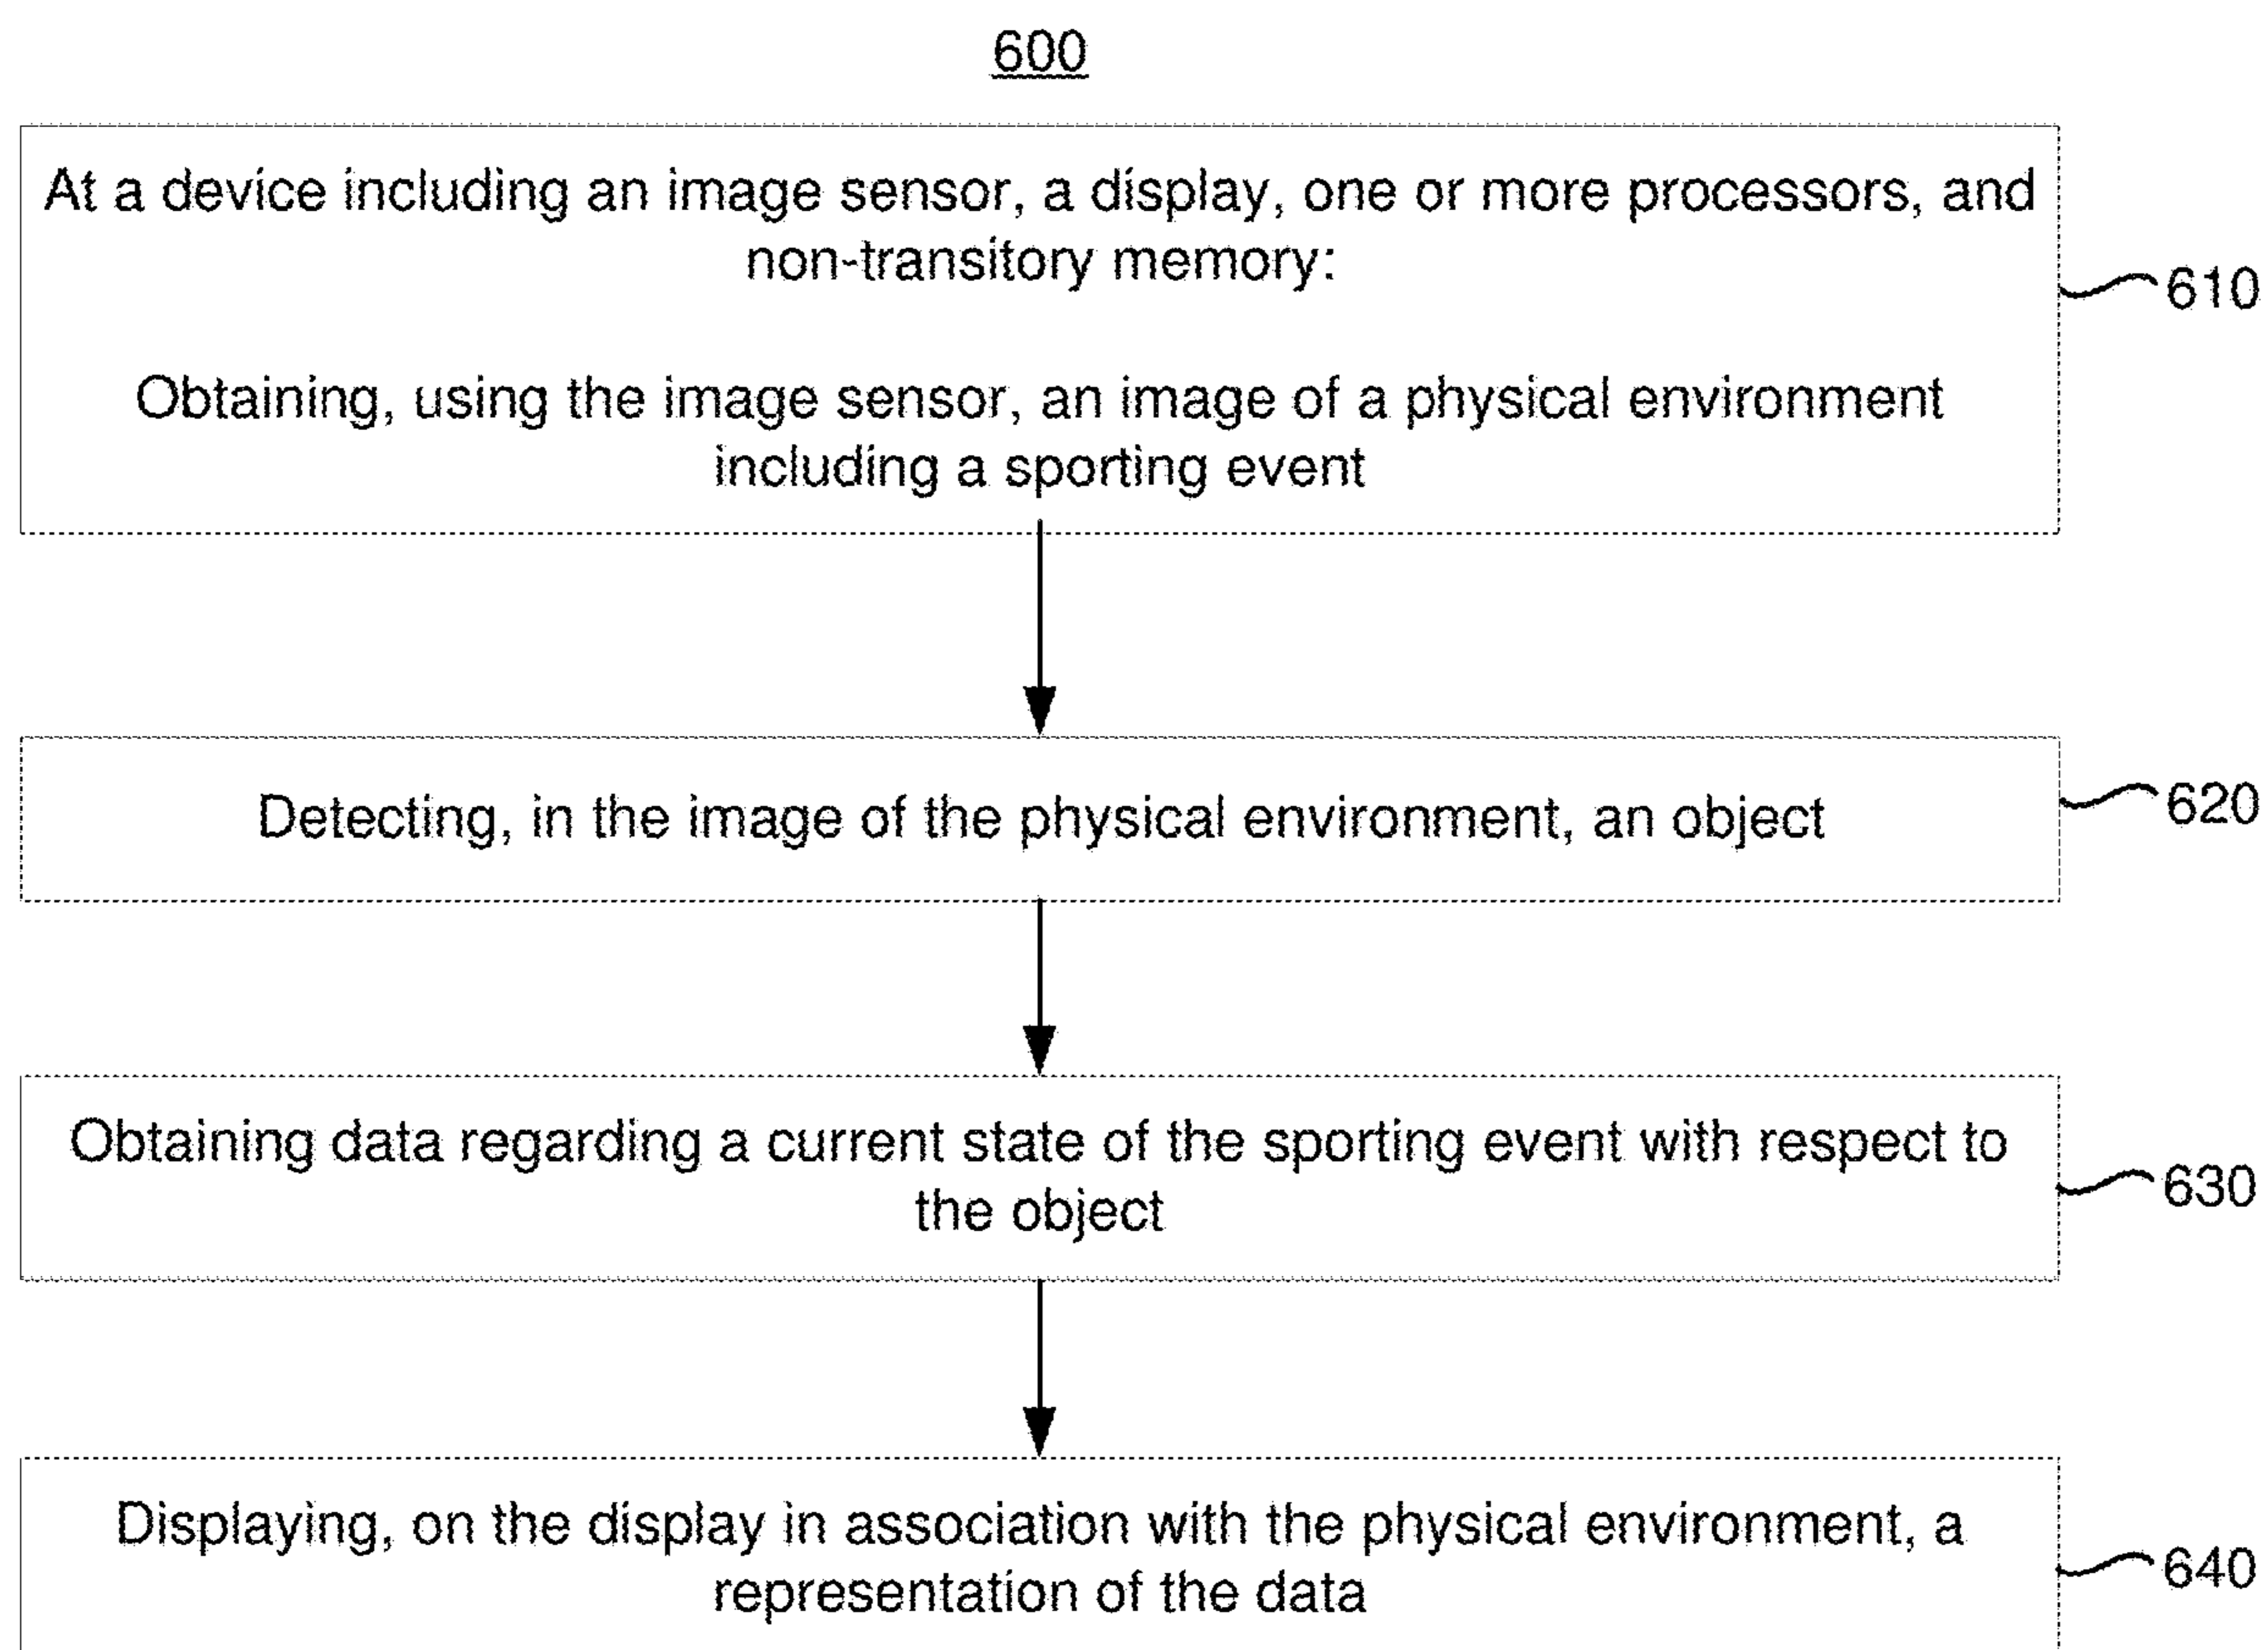 600
At a device including an image sensor, a display, one or more processors, and
non-transitory memory:
Obtaining, using the image sensor, an image of a physical environment
including a sporting event
610
Detecting, in the image of the physical environment, an object
620
Obtaining data regarding a current state of the sporting event with respect to
the object
630
Displaying, on the display in association with the physical environment, a
representation of the data
640